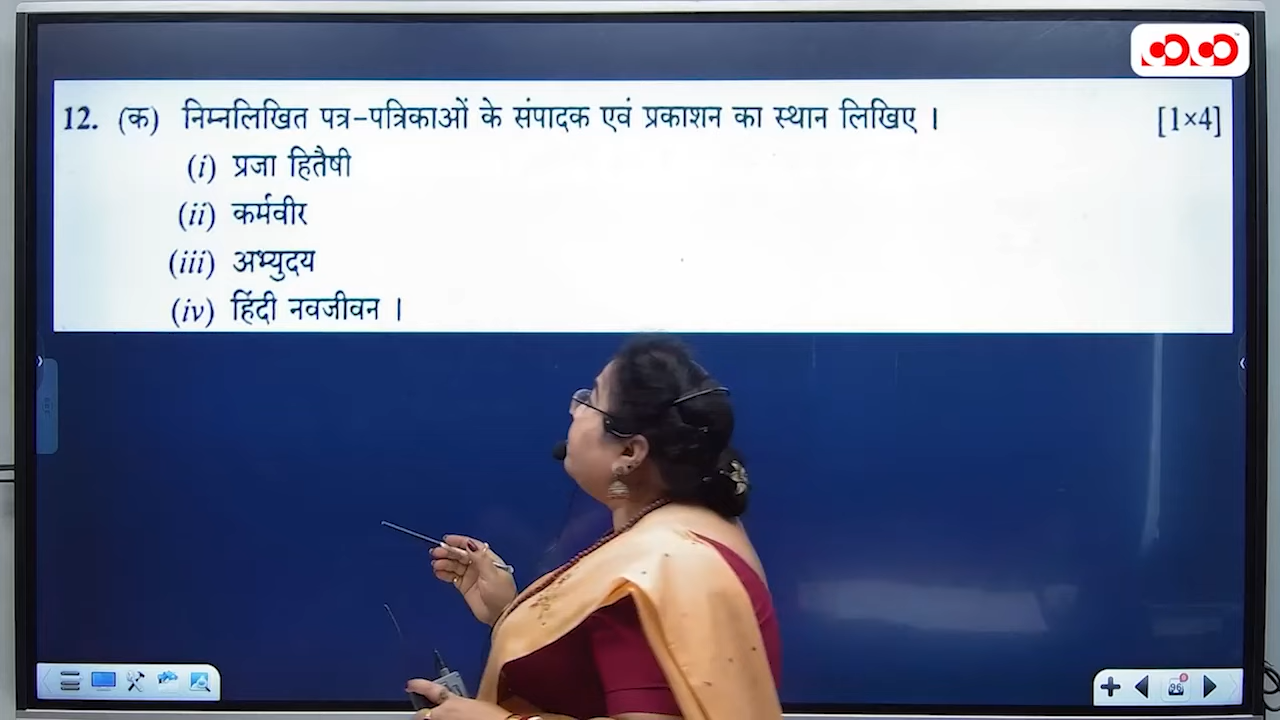 12. (क) निम्नलिखित पत्र-पत्रिकाओं के संपादक एवं प्रकाशन का स्थान लिखिए । [1×4]
(i) प्रजा हितैषी
(ii) कर्मवीर
(iii) अभ्युदय
(iv) हिंदी नवजीवन ।